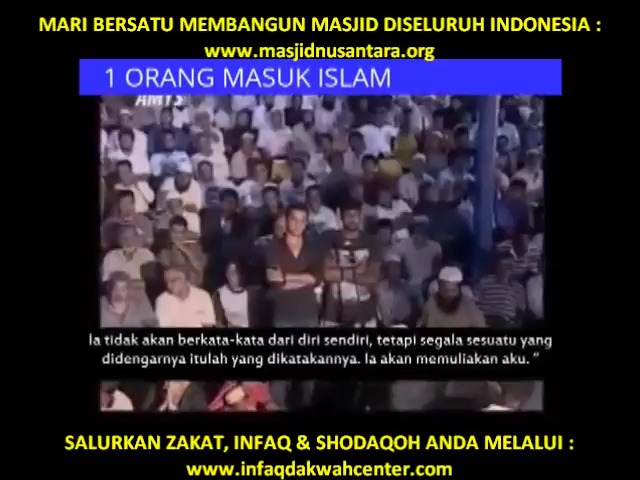 MARI BERSATU MEMBANGUN MASJID DISELURUH INDONESIA :
www.masjidnusantara.org
1 ORANG MASUK ISLAM
AMYS
Ia tidak akan berkata-kata dari diri sendiri, tetapi segala sesuatu yang
didengarnya itulah yang dikatakannya. Ia akan memuliakan aku. "
SALURKAN ZAKAT, INFAQ & SHODAQOH ANDA MELALUI :
www.infaqdakwahcenter.com